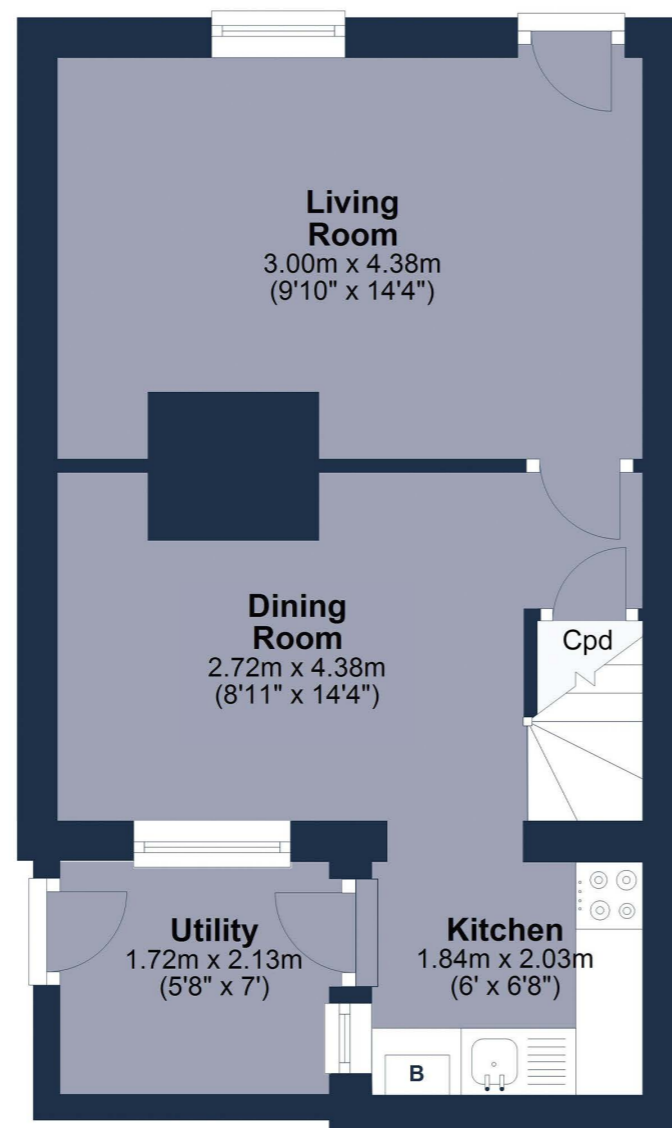 Living
Room
3.00m x 4.38m
(9'10" x 14'4")
Dining
Room
2.72m x 4.38m
(8'11" x 14'4")
Cpd
Utility
1.72m x 2.13m
(5'8" x 7')
Kitchen
1.84m x 2.03m
(6' x 6'8")
B